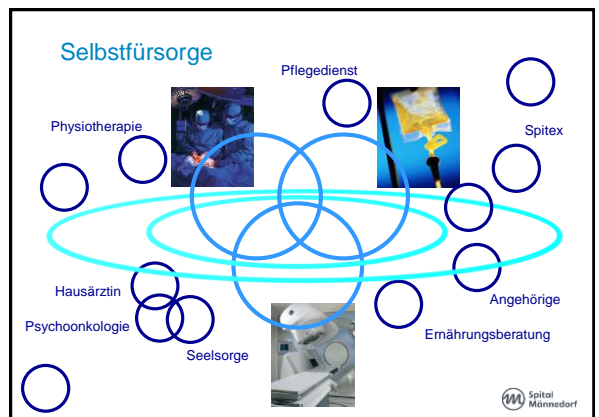 Selbstfürsorge
Pflegedienst
Physiotherapie
Spitex
Hausärztin
Angehörige
Psychoonkologie
Ernährungsberatung
Seelsorge
Spital
Männedorf